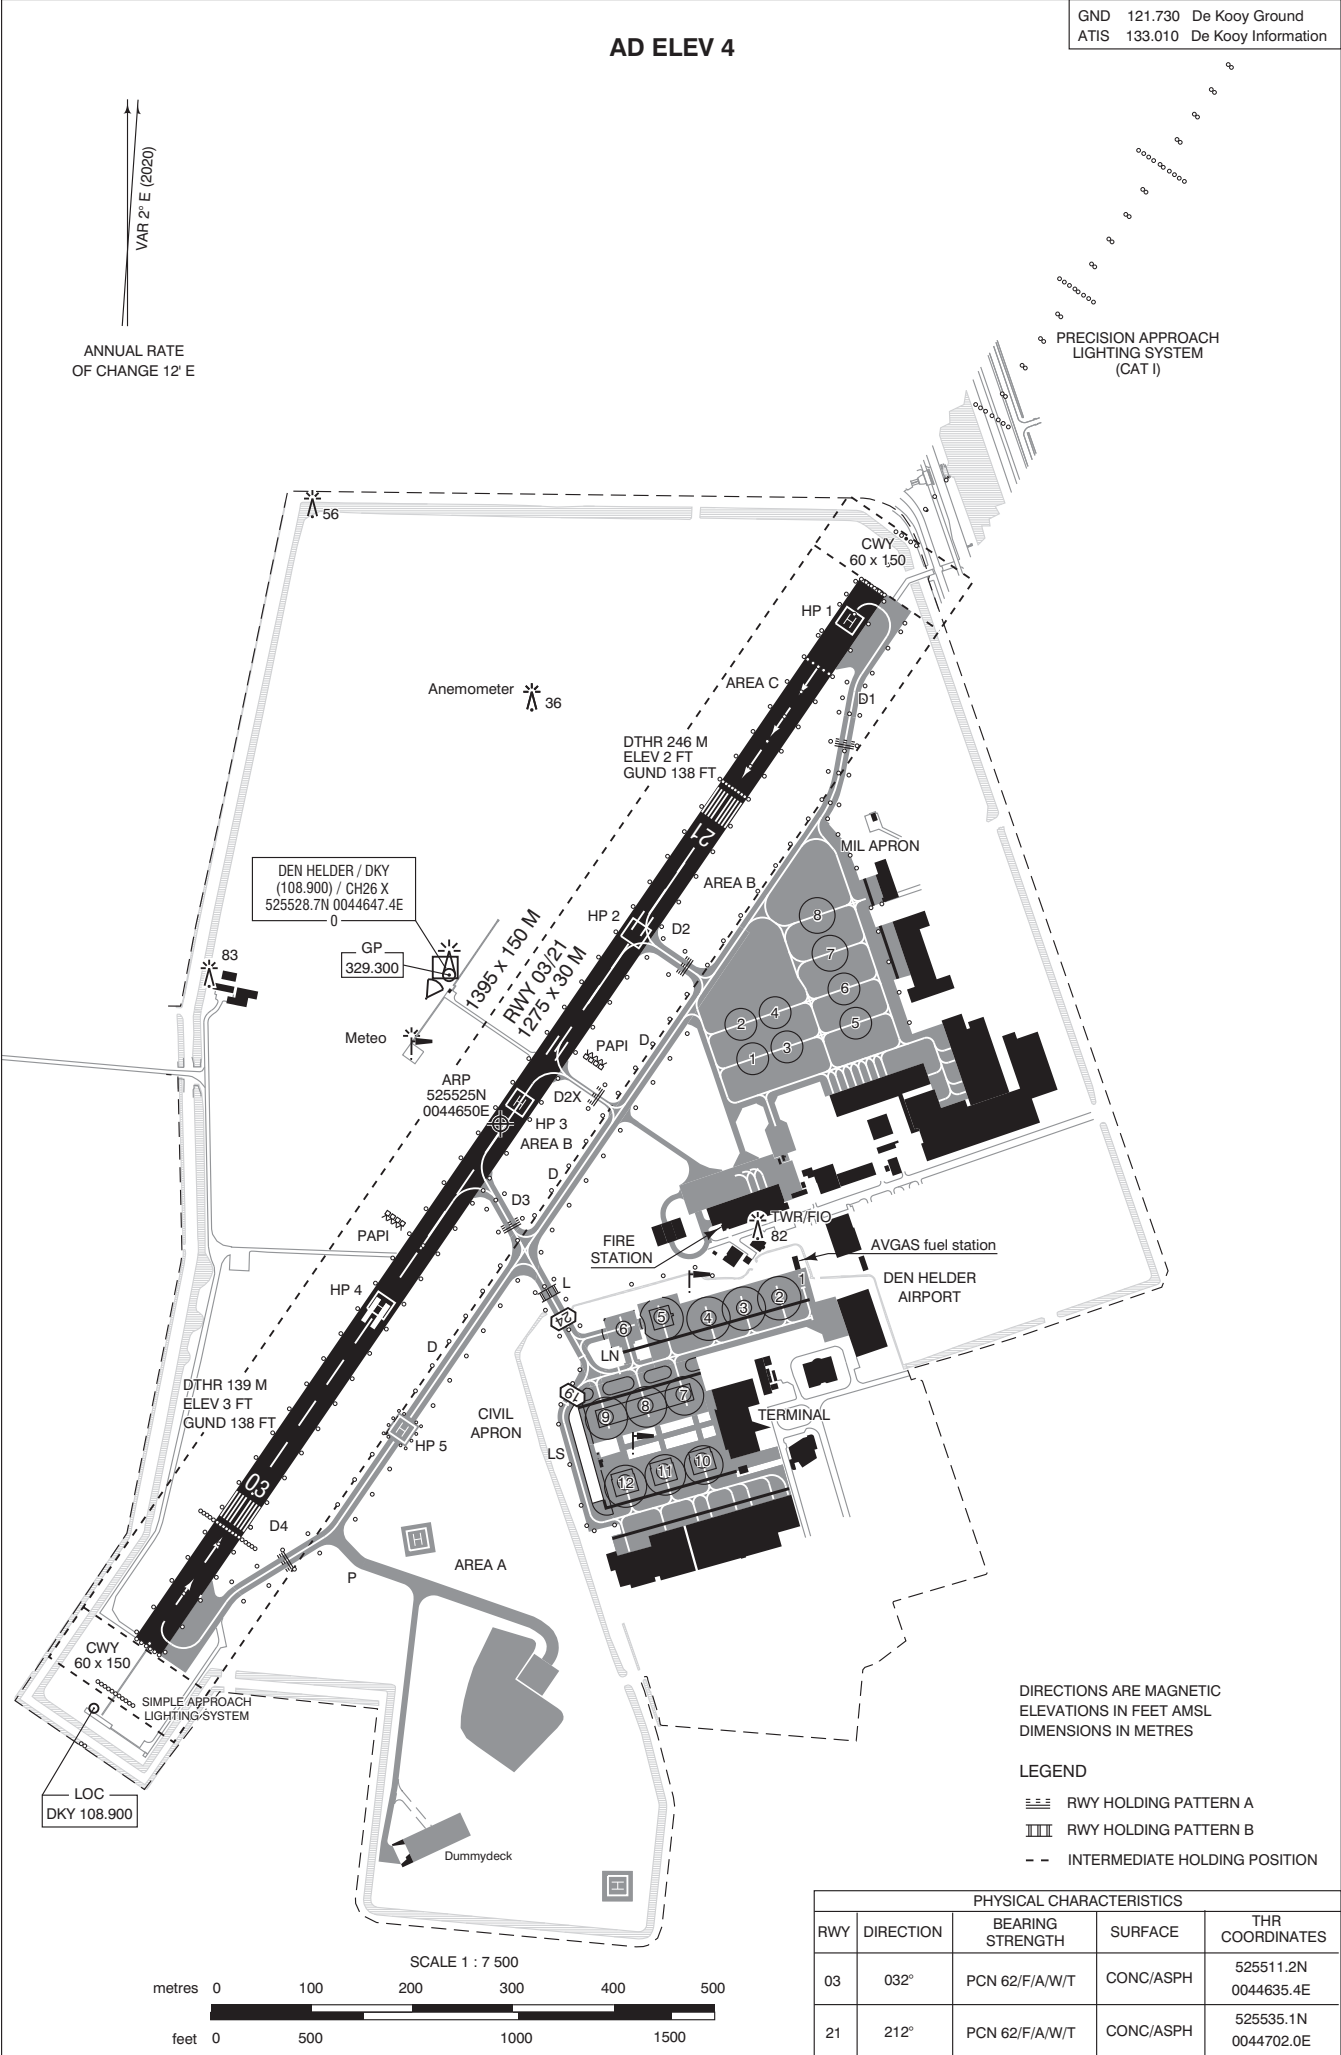 GND 121.730 De Kooy Ground
ATIS 133.010 De Kooy Information
AD ELEV 4
VAR 2° E (2020)
ANNUAL RATE
OF CHANGE 12' E
PRECISION APPROACH
LIGHTING SYSTEM
(CAT I)
56
CWY
60 x 150
HP 1
H
AREA C
D1
Anemometer
36
DTHR 246 M
ELEV 2 FT
GUND 138 FT
21
MIL APRON
AREA B
DEN HELDER / DKY
(108.900) / CH26 X
525528.7N 0044647.4E
0
GP
329.300
83
HP 2
D2
1395 x 150 M
RWY 03/21
1275 x 30 M
8
7
6
5
4
2
3
1
Meteo
PAPI
D
ARP
525525N
0044650E
D2X
HP 3
AREA B
H
D
D3
PAPI
TWR/FIO
82
FIRE
STATION
AVGAS fuel station
DEN HELDER
AIRPORT
HP 4
H
L
24
1
2
3
4
5
6
LN
D
DTHR 139 M
ELEV 3 FT
GUND 138 FT
19
7
8
9
CIVIL
APRON
TERMINAL
H
HP 5
LS
10
11
12
03
D4
H
AREA A
P
CWY
60 x 150
SIMPLE APPROACH
LIGHTING SYSTEM
LOC
DKY 108.900
Dummydeck
H
DIRECTIONS ARE MAGNETIC
ELEVATIONS IN FEET AMSL
DIMENSIONS IN METRES
LEGEND
RWY HOLDING PATTERN A
RWY HOLDING PATTERN B
INTERMEDIATE HOLDING POSITION
SCALE 1 : 7 500
metres 0 100 200 300 400 500
feet 0 500 1000 1500
PHYSICAL CHARACTERISTICS
RWY DIRECTION BEARING STRENGTH SURFACE THR COORDINATES
03 032° PCN 62/F/A/W/T CONC/ASPH 525511.2N 0044635.4E
21 212° PCN 62/F/A/W/T CONC/ASPH 525535.1N 0044702.0E